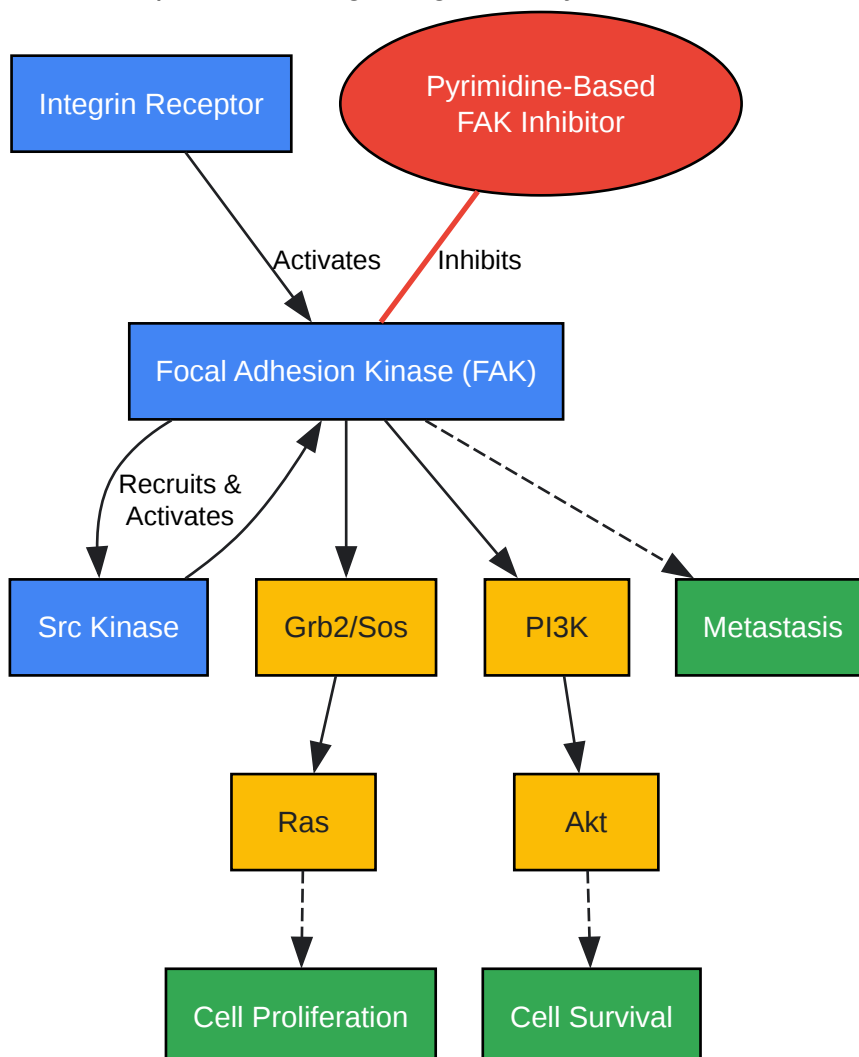 Integrin Receptor
Pyrimidine-Based
FAK Inhibitor
Activates
Inhibits
Focal Adhesion Kinase (FAK)
Recruits &
Activates
Src Kinase
Grb2/Sos
PI3K
Metastasis
Ras
Akt
Cell Proliferation
Cell Survival